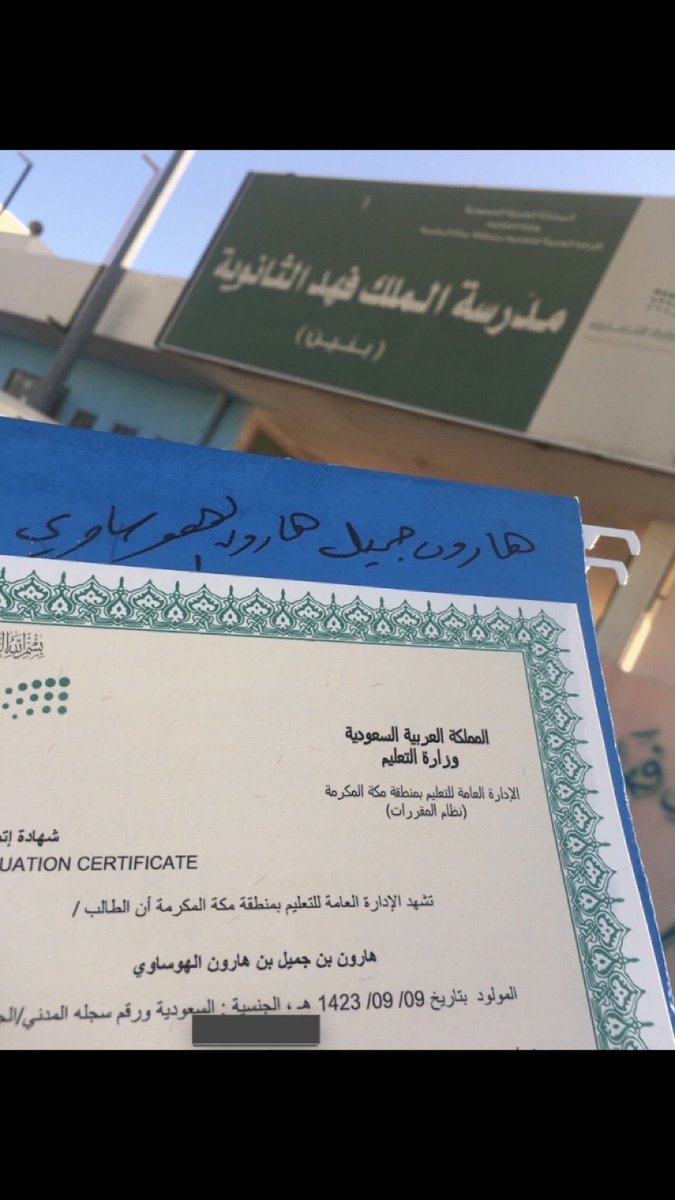 مدرسة الملك فهد الثانوية
(بنين)
هارون جميل هارون الهوساوي
المملكة العربية السعودية
وزارة التعليم
الإدارة العامة للتعليم بمنطقة مكة المكرمة
(نظام المقررات)
شهادة
UATION CERTIFICATE
تشهد الإدارة العامة للتعليم بمنطقة مكة المكرمة أن الطالب /
هارون بن جميل بن هارون الهوساوي
المولود بتاريخ 09/ 09/ 1423 هـ ، الجنسية : السعودية ورقم سجله المدني/